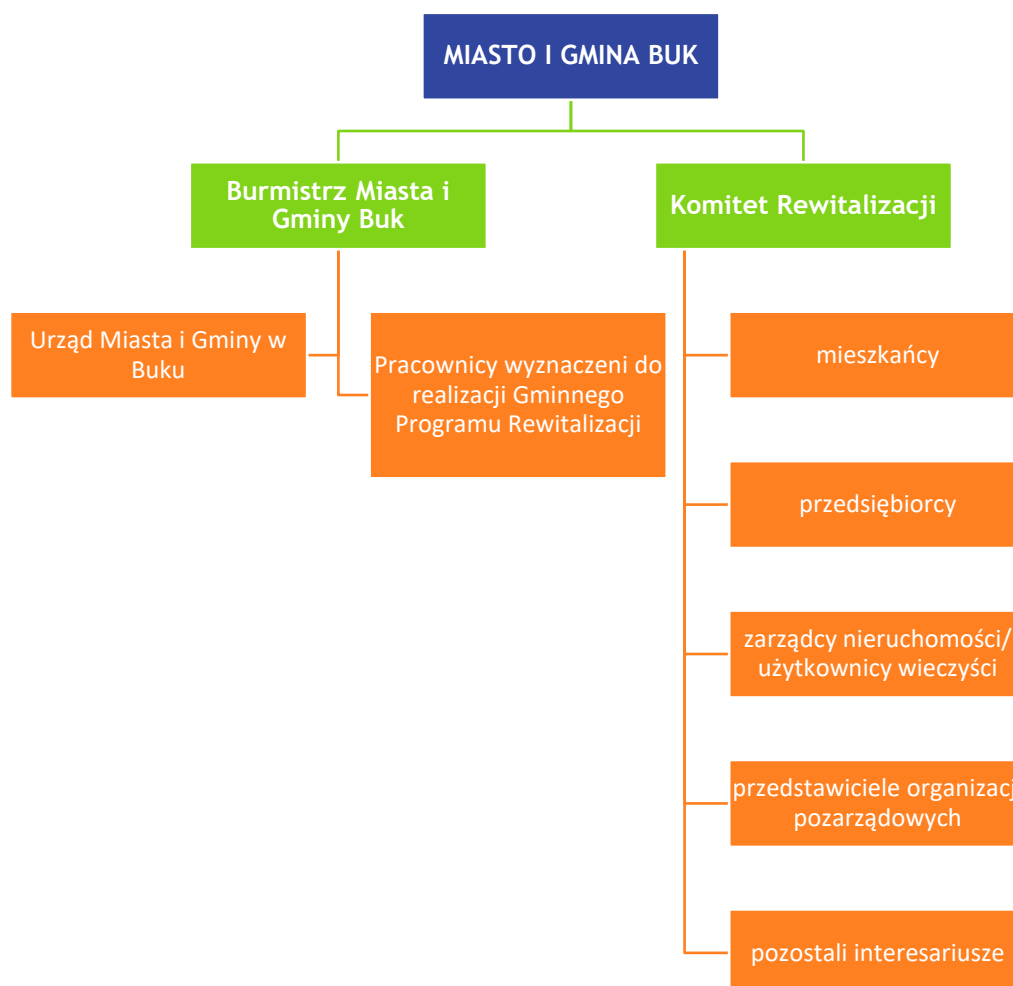 MIASTO I GMINA BUK
Burmistrz Miasta i
Gminy Buk
Komitet Rewitalizacji
Urząd Miasta i Gminy w
Buku
Pracownicy wyznaczeni do
realizacji Gminnego
Programu Rewitalizacji
mieszkańcy
przedsiębiorcy
zarządcy nieruchomości/
użytkownicy wieczyści
przedstawiciele organizacji
pozarządowych
pozostali interesariusze